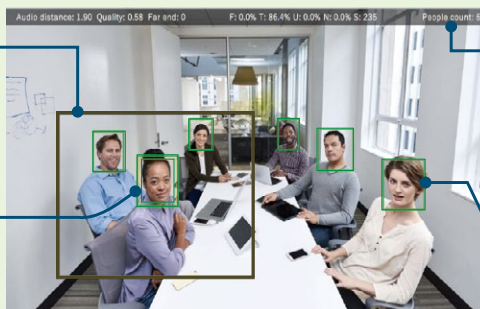 Audio distance: 1.90 Quality: 0.58 Far end: 0 F: 0.0% T: 86.4% U: 0.0% N: 0.0% S: 235 People count: 6